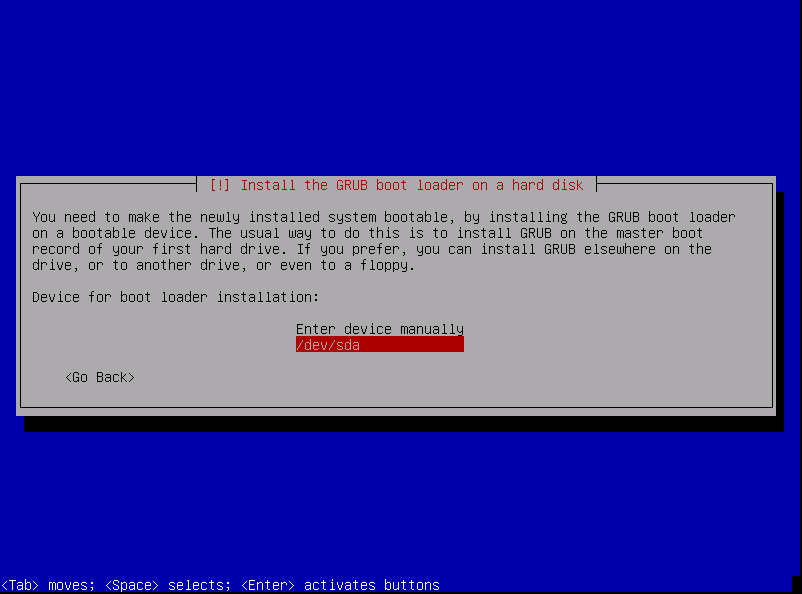 [!] Install the GRUB boot loader on a hard disk
You need to make the newly installed system bootable, by installing the GRUB boot loader
on a bootable device. The usual way to do this is to install GRUB on the master boot
record of your first hard drive. If you prefer, you can install GRUB elsewhere on the
drive, or to another drive, or even to a floppy.
Device for boot loader installation:
Enter device manually
/dev/sda
<Go Back>
<Tab> moves; <Space> selects; <Enter> activates buttons